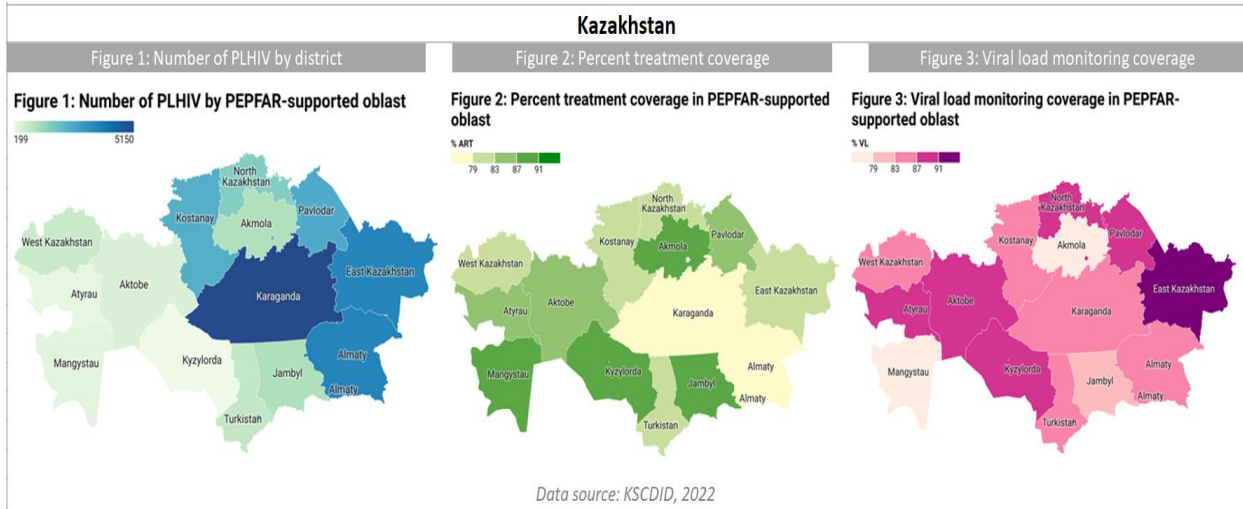 Kazakhstan
Figure 1: Number of PLHIV by district
Figure 2: Percent treatment coverage
Figure 3: Viral load monitoring coverage
Figure 1: Number of PLHIV by PEPFAR-supported oblast
199
5150
North
Kazakhstan
Kostanay
Pavlodar
Akmola
West Kazakhstan
East Kazakhstan
Aktobe
Atyrau
Karaganda
Mangystau
Kyzylorda
Jambyl
Almaty
Almaty
Turkistan
Figure 2: Percent treatment coverage in PEPFAR-supported
oblast
% ART
79 83 87 91
North
Kazakhstan
Kostanay
Pavlodar
Akmola
West Kazakhstan
East Kazakhstan
Atyrau
Aktobe
Karaganda
Mangystau
Kyzylorda
Jambyl
Almaty
Almaty
Turkistan
Figure 3: Viral load monitoring coverage in PEPFAR-
supported oblast
% VL
79 83 87 91
North
Kazakhstan
Kostanay
Pavlodar
Akmola
West Kazakhstan
East Kazakhstan
Atyrau
Aktobe
Karaganda
Mangystau
Kyzylorda
Jambyl
Almaty
Almaty
Turkistan
Data source: KSCDID, 2022